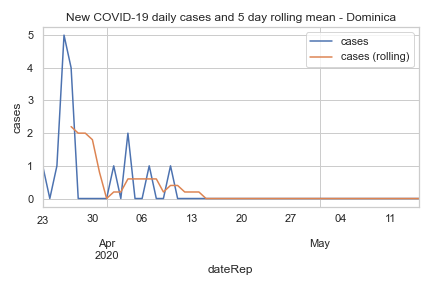 New COVID-19 daily cases and 5 day rolling mean - Dominica
cases
cases (rolling)
5
4
3
2
1
0
cases
23
30
06
13
20
27
04
11
Apr
2020
May
dateRep